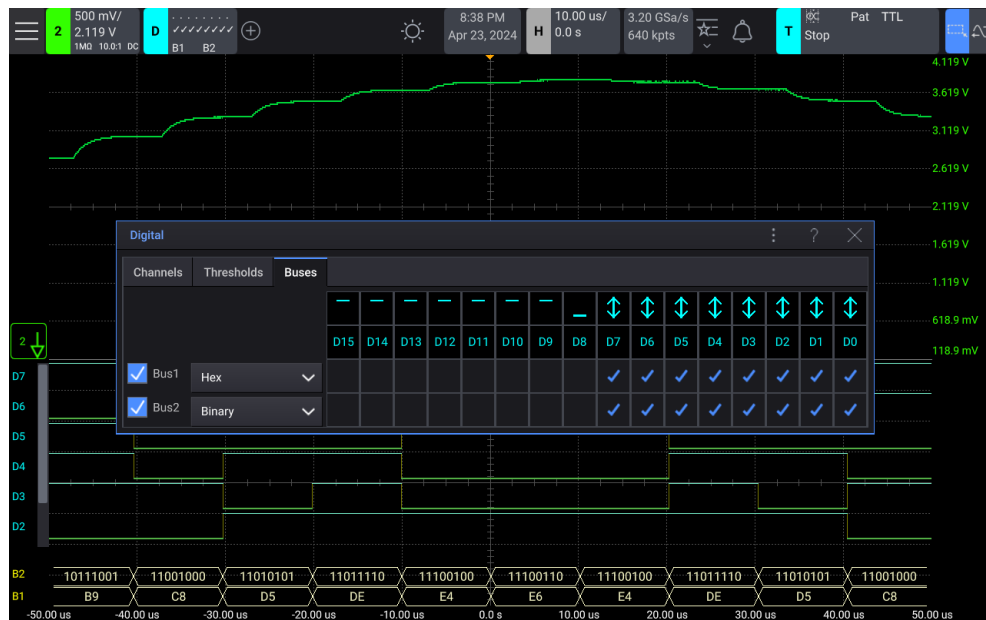 500 mV/
2 2.119 V
1MΩ 10.0:1 DC
D B1 B2
8:38 PM
Apr 23, 2024
H 10.00 us/
0.0 s
3.20 GSa/s
640 kpts
T Stop
Pat TTL
4.119 V
3.619 V
3.119 V
2.619 V
2.119 V
1.619 V
1.119 V
618.9 mV
118.9 mV
Digital ?
Channels Thresholds Buses
D15 D14 D13 D12 D11 D10 D9 D8 D7 D6 D5 D4 D3 D2 D1 D0
Bus1 Hex
Bus2 Binary
2
D7
D6
D5
D4
D3
D2
B2 10111001 11001000 11010101 11011110 11100100 11100110 11100100 11011110 11010101 11001000
B1 B9 C8 D5 DE E4 E6 E4 DE D5 C8
-50.00 us -40.00 us -30.00 us -20.00 us -10.00 us 0.0 s 10.00 us 20.00 us 30.00 us 40.00 us 50.00 us